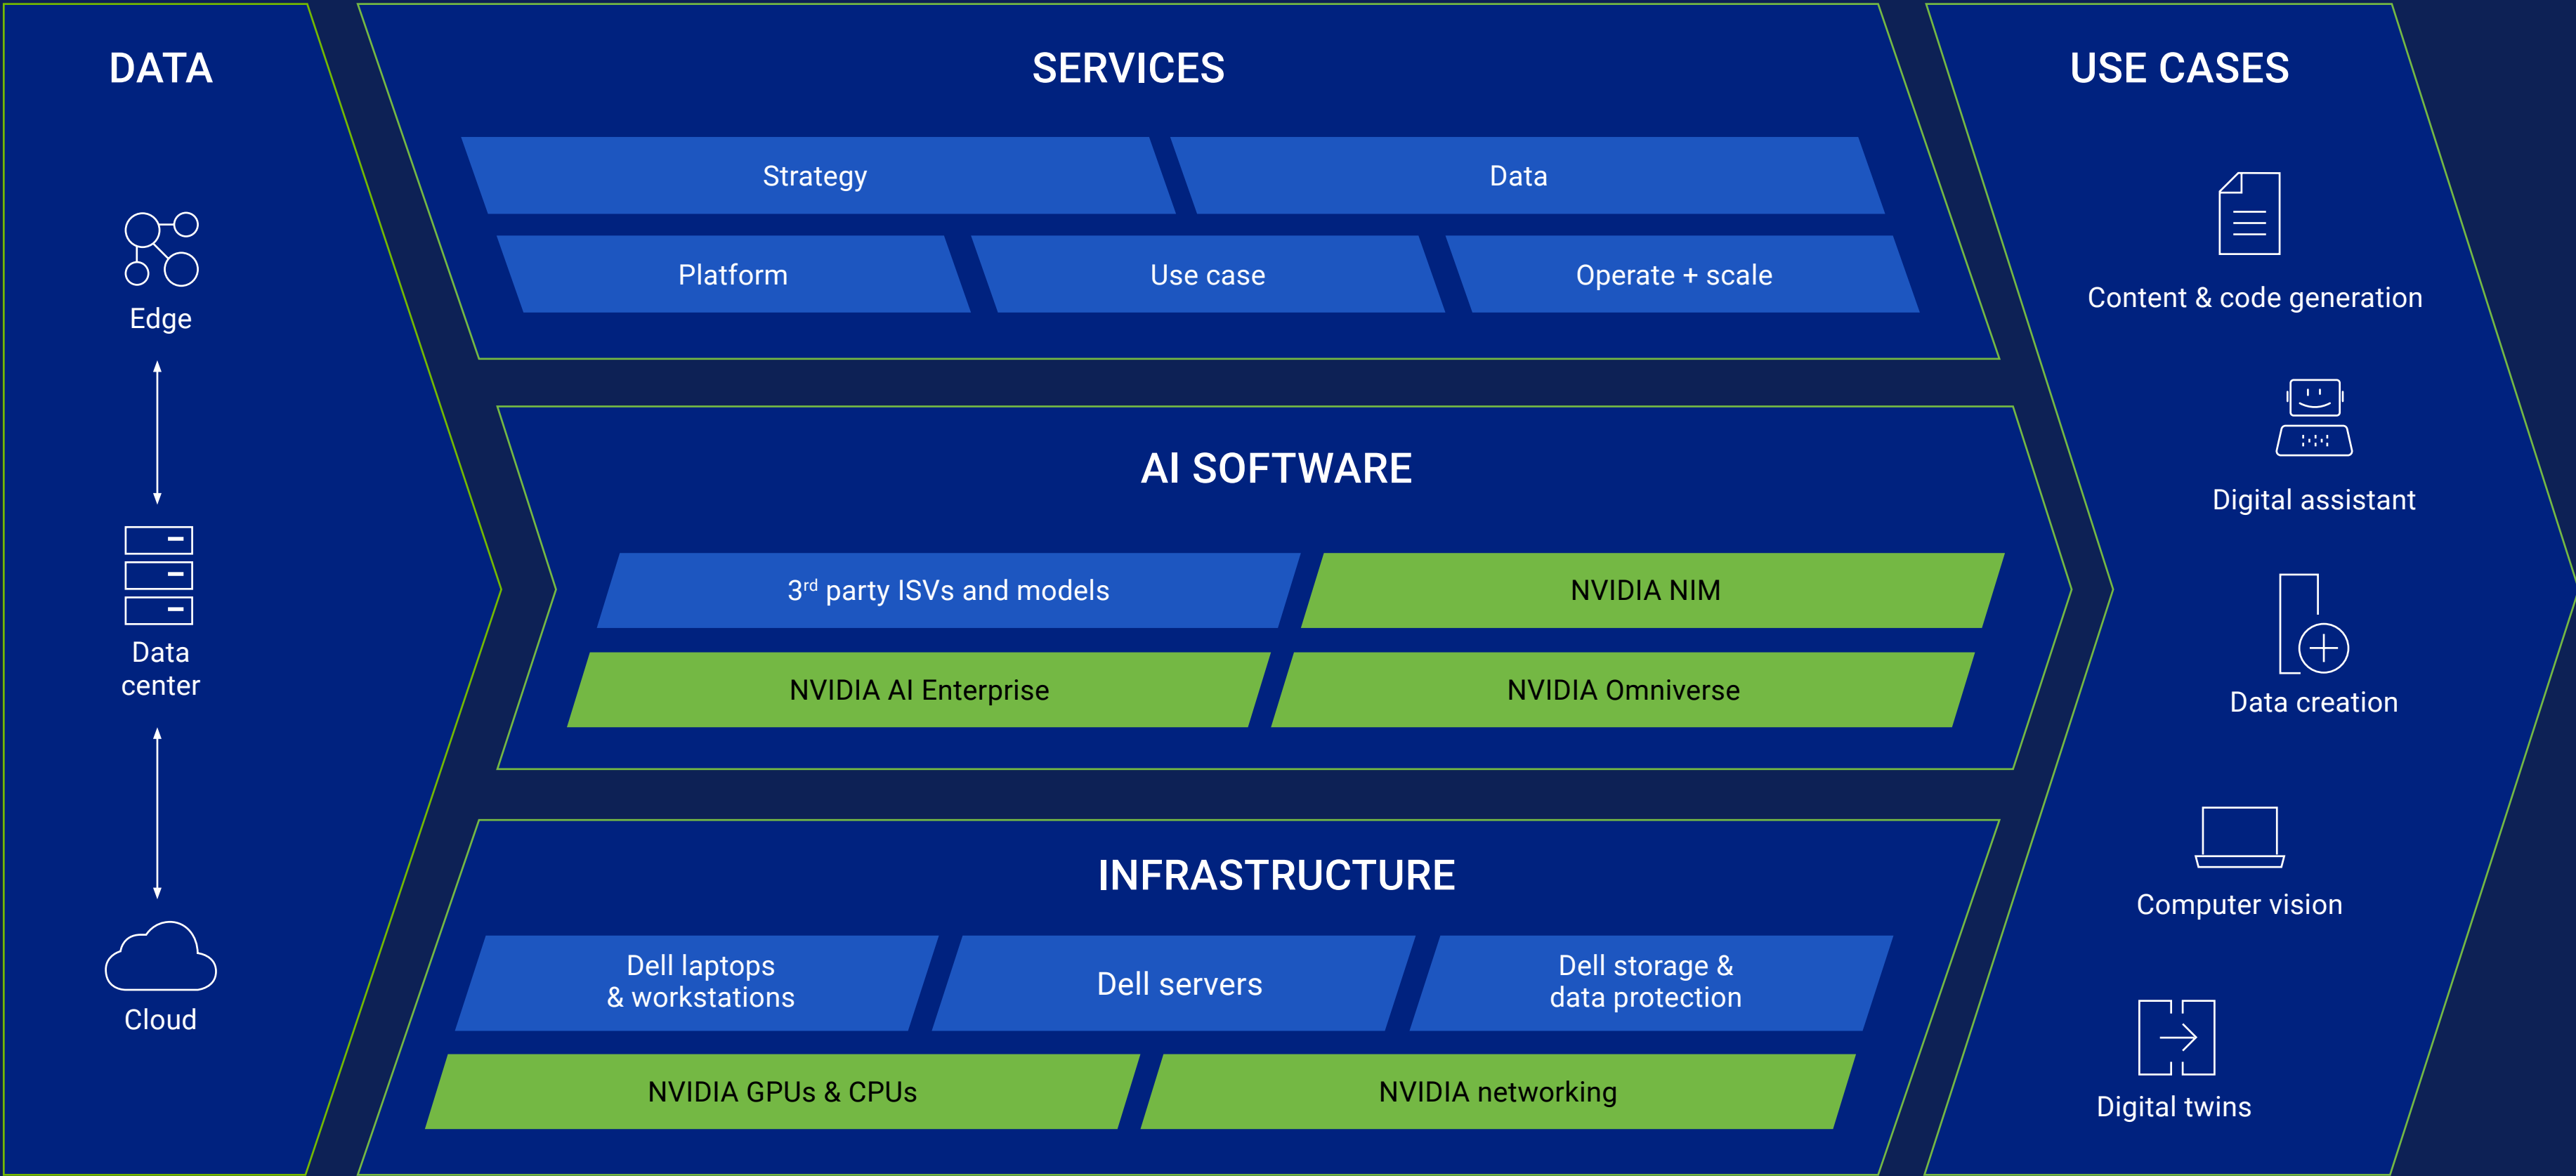 DATA
Edge
Data
center
Cloud
SERVICES
Strategy
Data
Platform
Use case
Operate + scale
AI SOFTWARE
3rd party ISVs and models
NVIDIA NIM
NVIDIA AI Enterprise
NVIDIA Omniverse
INFRASTRUCTURE
Dell laptops
& workstations
Dell servers
Dell storage &
data protection
NVIDIA GPUs & CPUs
NVIDIA networking
USE CASES
Content & code generation
Digital assistant
Data creation
Computer vision
Digital twins